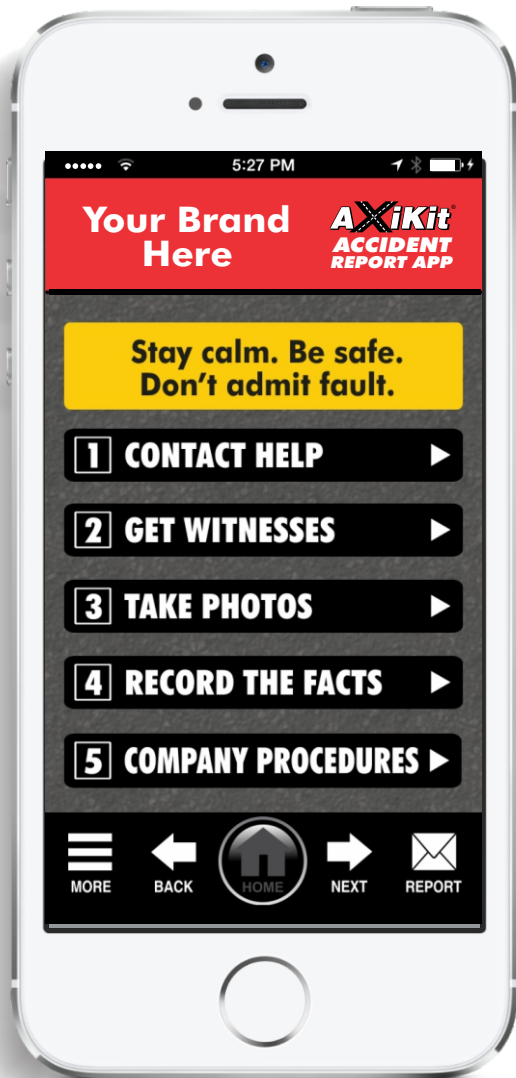 5:27 PM
Your Brand
Here
AXiKit®
ACCIDENT
REPORT APP
Stay calm. Be safe.
Don't admit fault.
1 CONTACT HELP
2 GET WITNESSES
3 TAKE PHOTOS
4 RECORD THE FACTS
5 COMPANY PROCEDURES
MORE BACK HOME NEXT REPORT